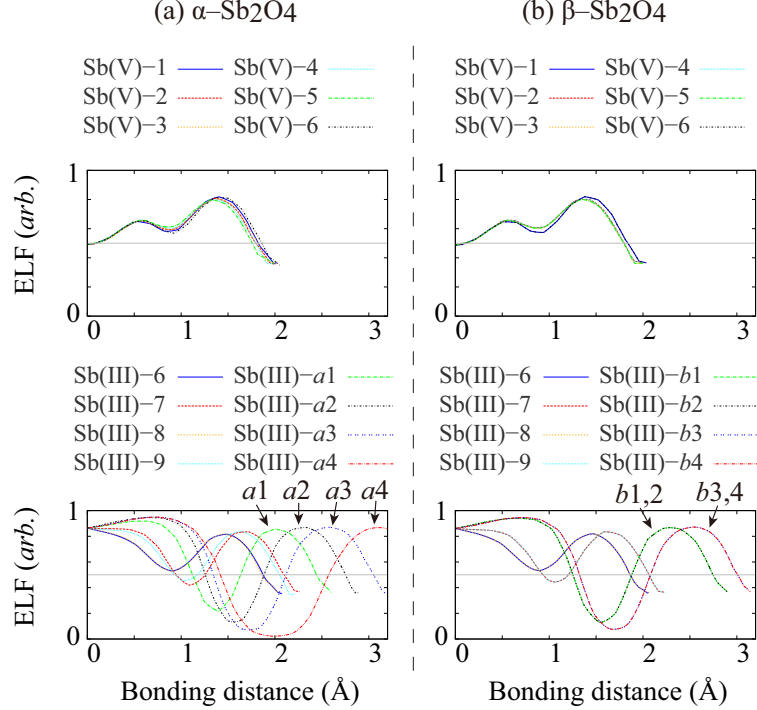 (a) α–Sb2O4
(b) β–Sb2O4
Sb(V)−1
Sb(V)−4
Sb(V)−2
Sb(V)−5
Sb(V)−3
Sb(V)−6
Sb(V)−1
Sb(V)−4
Sb(V)−2
Sb(V)−5
Sb(V)−3
Sb(V)−6
ELF (arb.)
1
0
0
1
2
3
ELF (arb.)
1
0
0
1
2
3
Sb(III)−6
Sb(III)−a1
Sb(III)−7
Sb(III)−a2
Sb(III)−8
Sb(III)−a3
Sb(III)−9
Sb(III)−a4
Sb(III)−6
Sb(III)−b1
Sb(III)−7
Sb(III)−b2
Sb(III)−8
Sb(III)−b3
Sb(III)−9
Sb(III)−b4
a1 a2 a3 a4
ELF (arb.)
1
0
0
1
2
3
Bonding distance (Å)
b1,2
b3,4
ELF (arb.)
1
0
0
1
2
3
Bonding distance (Å)